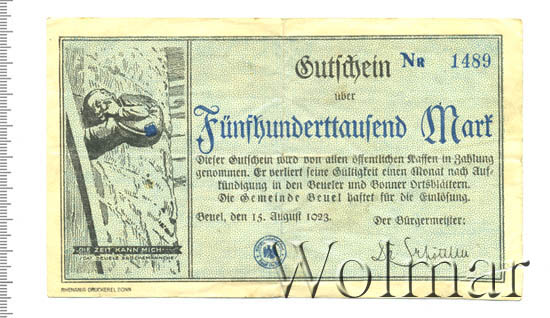 Gutschein
Nr 1489
über
Fünfhunderttausend Mark
Dieser Gutschein wird von allen öffentlichen Kassen in Zahlung
genommen. Er verliert seine Gültigkeit einen Monat nach Auf-
kündigung in den Beueler und Bonner Ortsblättern.
Die Gemeinde Beuel haftet für die Einlösung.
Beuel, den 15. August 1923.
Der Bürgermeister:
DIE ZEIT KANN MICH
RHENANIA DRUCKEREI, BONN
Wolmar